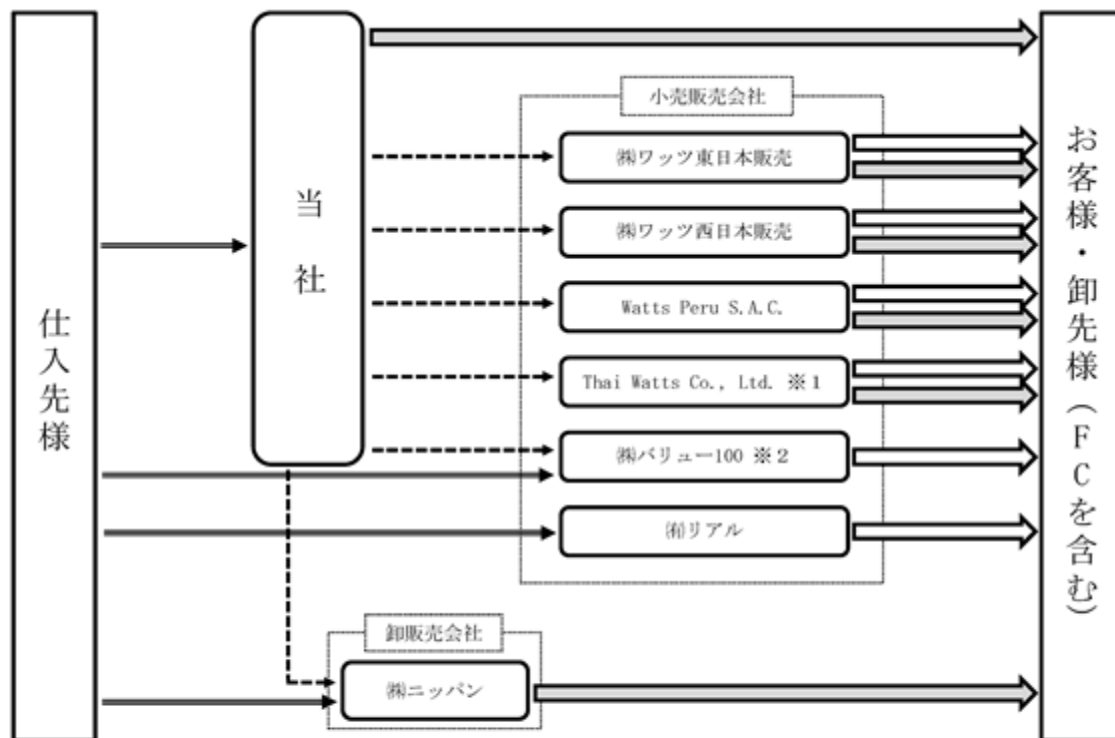 仕入先様
当社
小売販売会社
㈱ワッツ東日本販売
㈱ワッツ西日本販売
Watts Peru S.A.C.
Thai Watts Co., Ltd. ※1
㈱バリュー100 ※2
㈲リアル
卸販売会社
㈱ニッパン
お客様・卸先様（FCを含む）